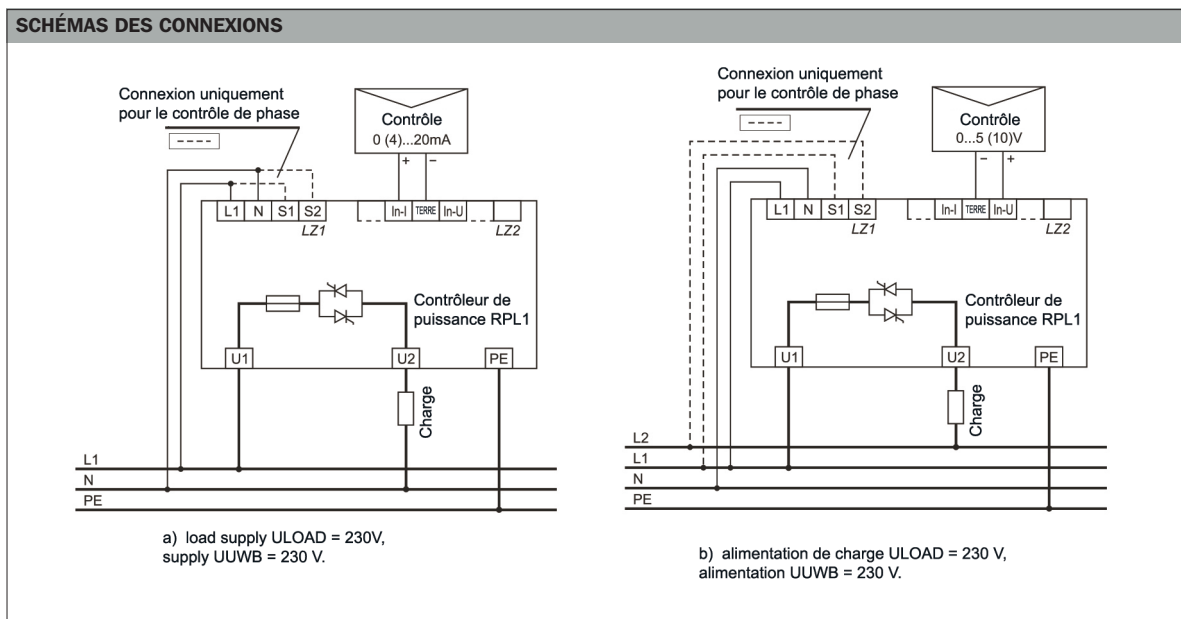 SCHÉMAS DES CONNEXIONS
Connexion uniquement
pour le contrôle de phase
Contrôle
0 (4)...20mA
+ −
L1 N S1 S2
LZ1
In-I TERRE In-U
LZ2
Contrôleur de
puissance RPL1
U1 U2 PE
Charge
L1
N
PE
a) load supply ULOAD = 230V,
supply UUWB = 230 V.
Connexion uniquement
pour le contrôle de phase
Contrôle
0...5 (10)V
− +
L1 N S1 S2
LZ1
In-I TERRE In-U
LZ2
Contrôleur de
puissance RPL1
U1 U2 PE
Charge
L2
L1
N
PE
b) alimentation de charge ULOAD = 230 V,
alimentation UUWB = 230 V.